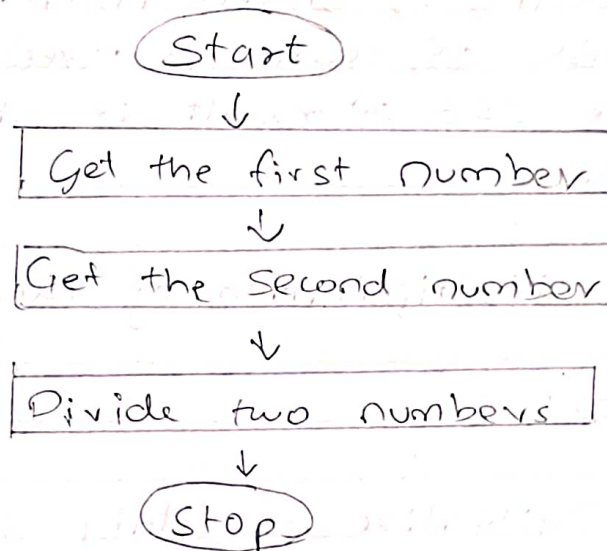 Start
Get the first number
Get the second number
Divide two numbers
Stop